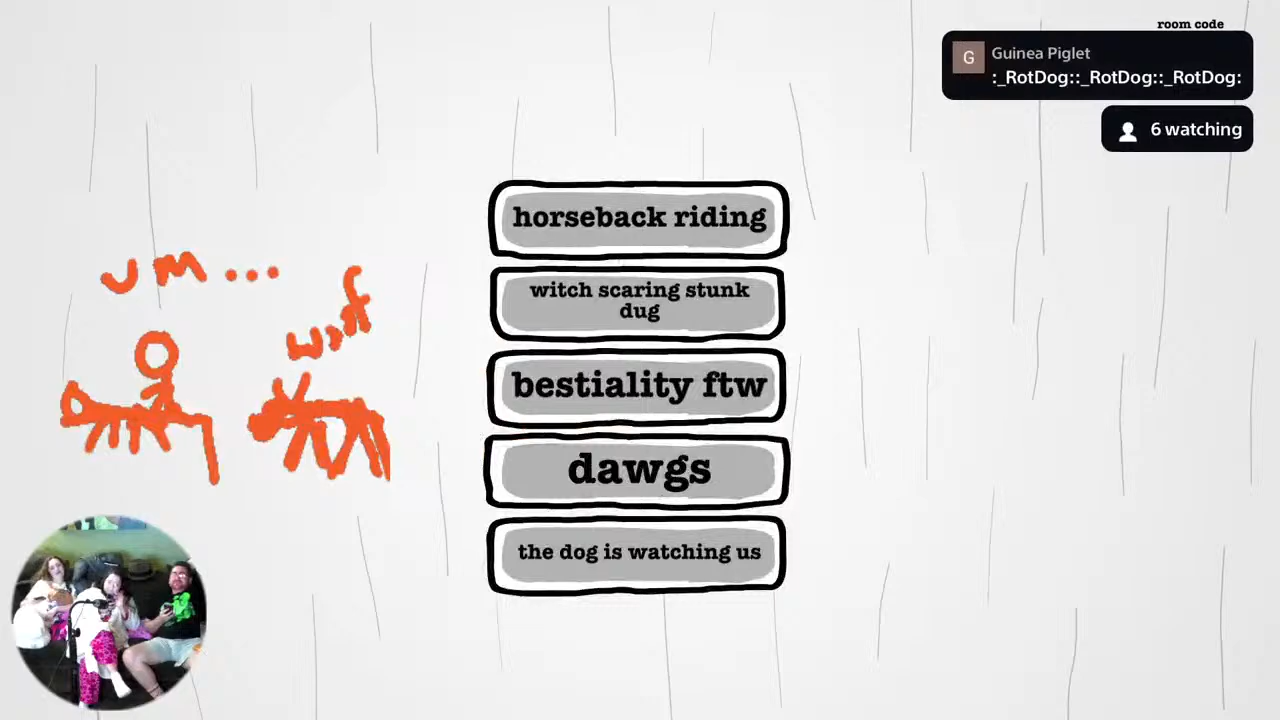 room code
G
Guinea Piglet
:_RotDog::_RotDog::_RotDog:
6 watching
horseback riding
witch scaring stunk
dug
bestiality ftw
dawgs
the dog is watching us
um...
woof